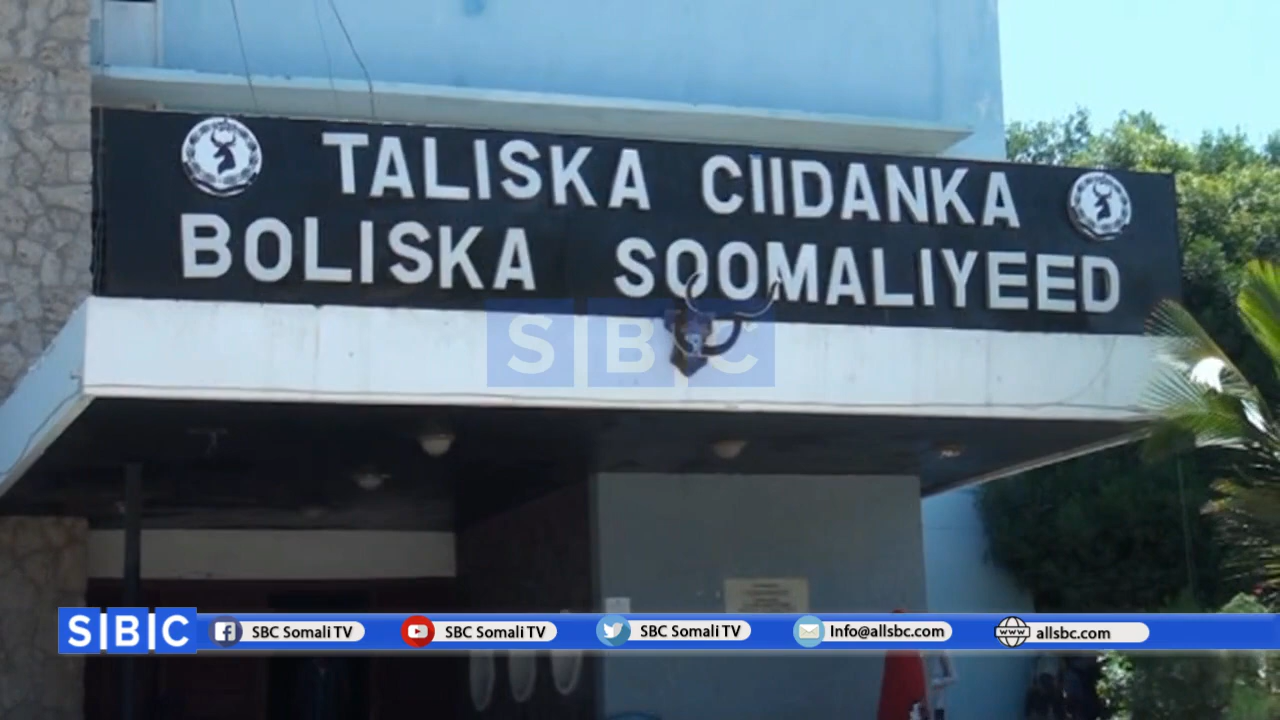 TALISKA CIIDANKA
BOLISKA SOOMALIYEED
SBC
SBC SBC Somali TV SBC Somali TV SBC Somali TV Info@allsbc.com www allsbc.com